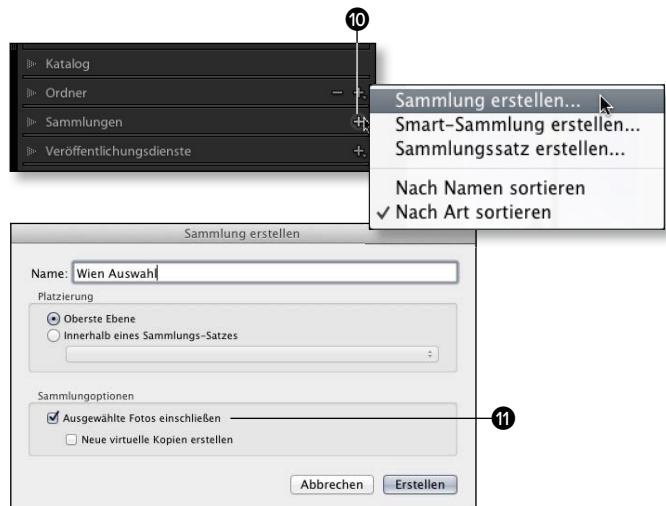 ❿
Katalog
Ordner
Sammlungen
Veröffentlichungsdienste
Sammlung erstellen...
Smart-Sammlung erstellen...
Sammlungssatz erstellen...
Nach Namen sortieren
✓ Nach Art sortieren
Sammlung erstellen
Name: Wien Auswahl
Platzierung
Oberste Ebene
Innerhalb eines Sammlungs-Satzes
Sammlungoptionen
Ausgewählte Fotos einschließen
⓫
Neue virtuelle Kopien erstellen
Abbrechen Erstellen